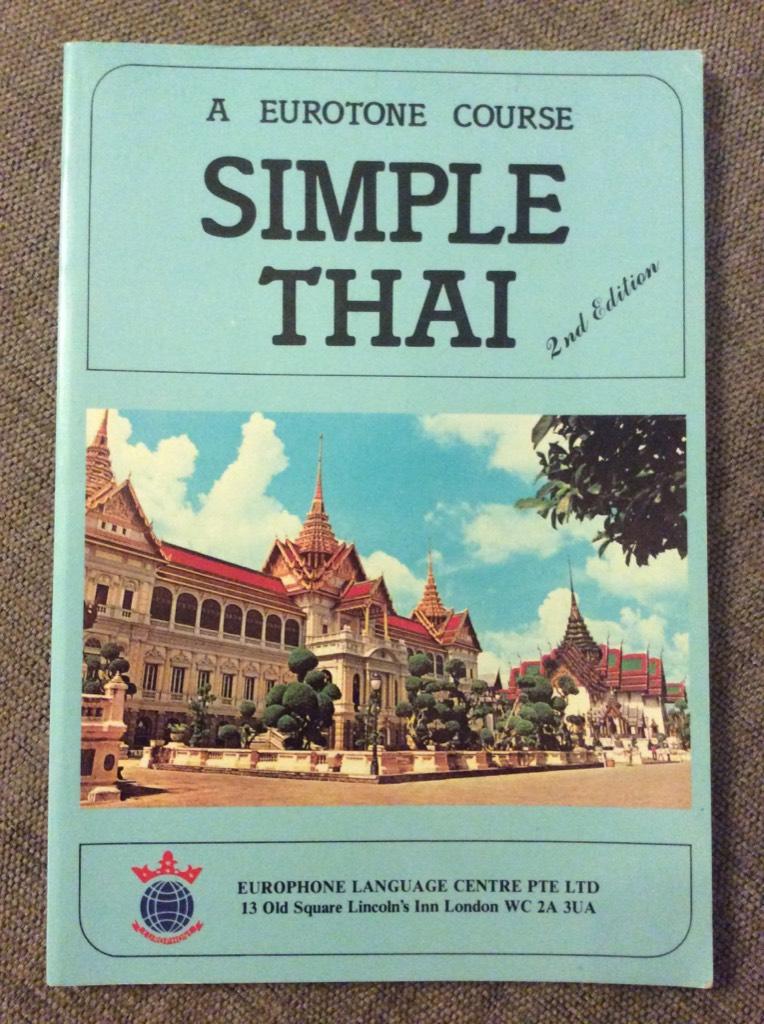 A EUROTONE COURSE
SIMPLE
THAI
2nd Edition
EUROPHONE LANGUAGE CENTRE PTE LTD
13 Old Square Lincoln's Inn London WC 2A 3UA
EUROPHONE